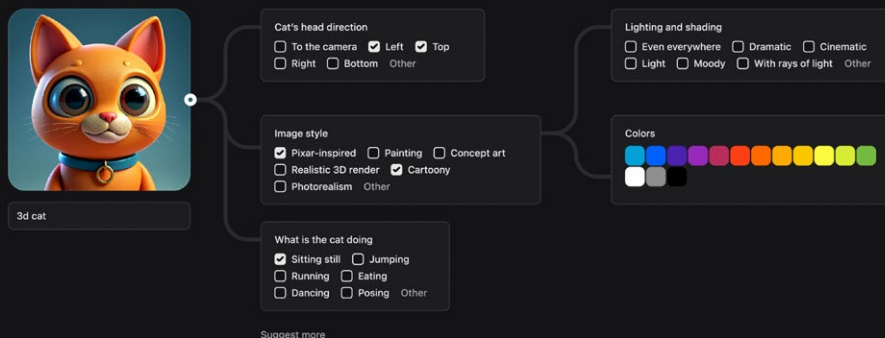 3d cat
Cat's head direction
To the camera Left Top
Right Bottom Other
Image style
Pixar-inspired Painting Concept art
Realistic 3D render Cartoony
Photorealism Other
What is the cat doing
Sitting still Jumping
Running Eating
Dancing Posing Other
Suggest more
Lighting and shading
Even everywhere Dramatic Cinematic
Light Moody With rays of light Other
Colors